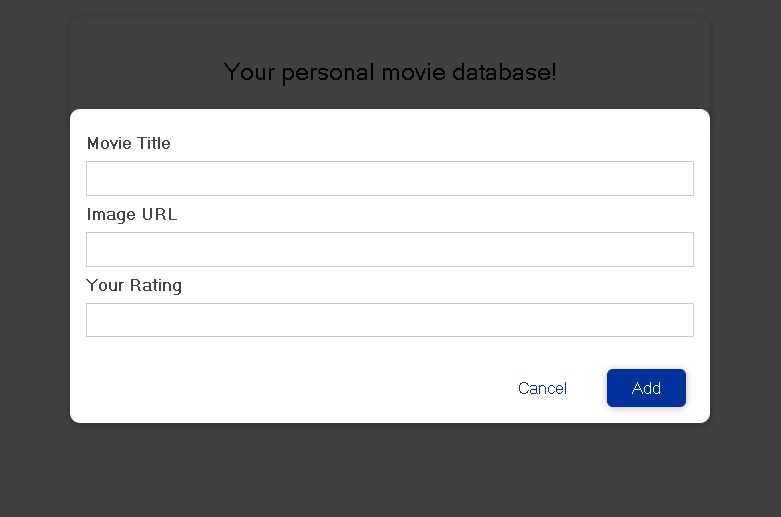 Your personal movie database!
Movie Title
Image URL
Your Rating
Cancel Add